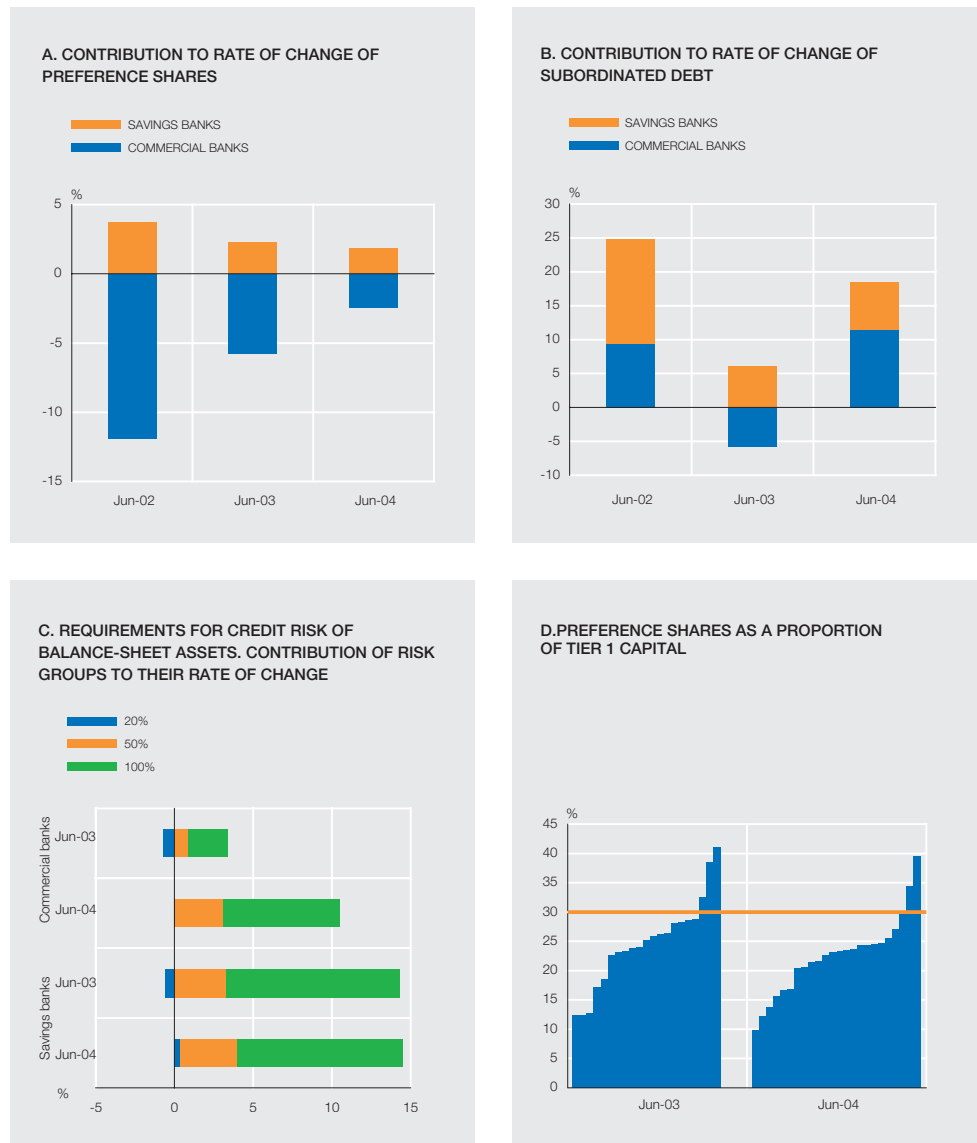 A. CONTRIBUTION TO RATE OF CHANGE OF
PREFERENCE SHARES
SAVINGS BANKS
COMMERCIAL BANKS
%
5
0
-5
-10
-15
Jun-02 Jun-03 Jun-04
B. CONTRIBUTION TO RATE OF CHANGE OF
SUBORDINATED DEBT
SAVINGS BANKS
COMMERCIAL BANKS
%
30
25
20
15
10
5
0
-5
-10
Jun-02 Jun-03 Jun-04
C. REQUIREMENTS FOR CREDIT RISK OF
BALANCE-SHEET ASSETS. CONTRIBUTION OF RISK
GROUPS TO THEIR RATE OF CHANGE
20%
50%
100%
Commercial banks
Jun-03
Jun-04
Savings banks
Jun-03
Jun-04
%
-5 0 5 10 15
D.PREFERENCE SHARES AS A PROPORTION
OF TIER 1 CAPITAL
%
45
40
35
30
25
20
15
10
5
0
Jun-03 Jun-04